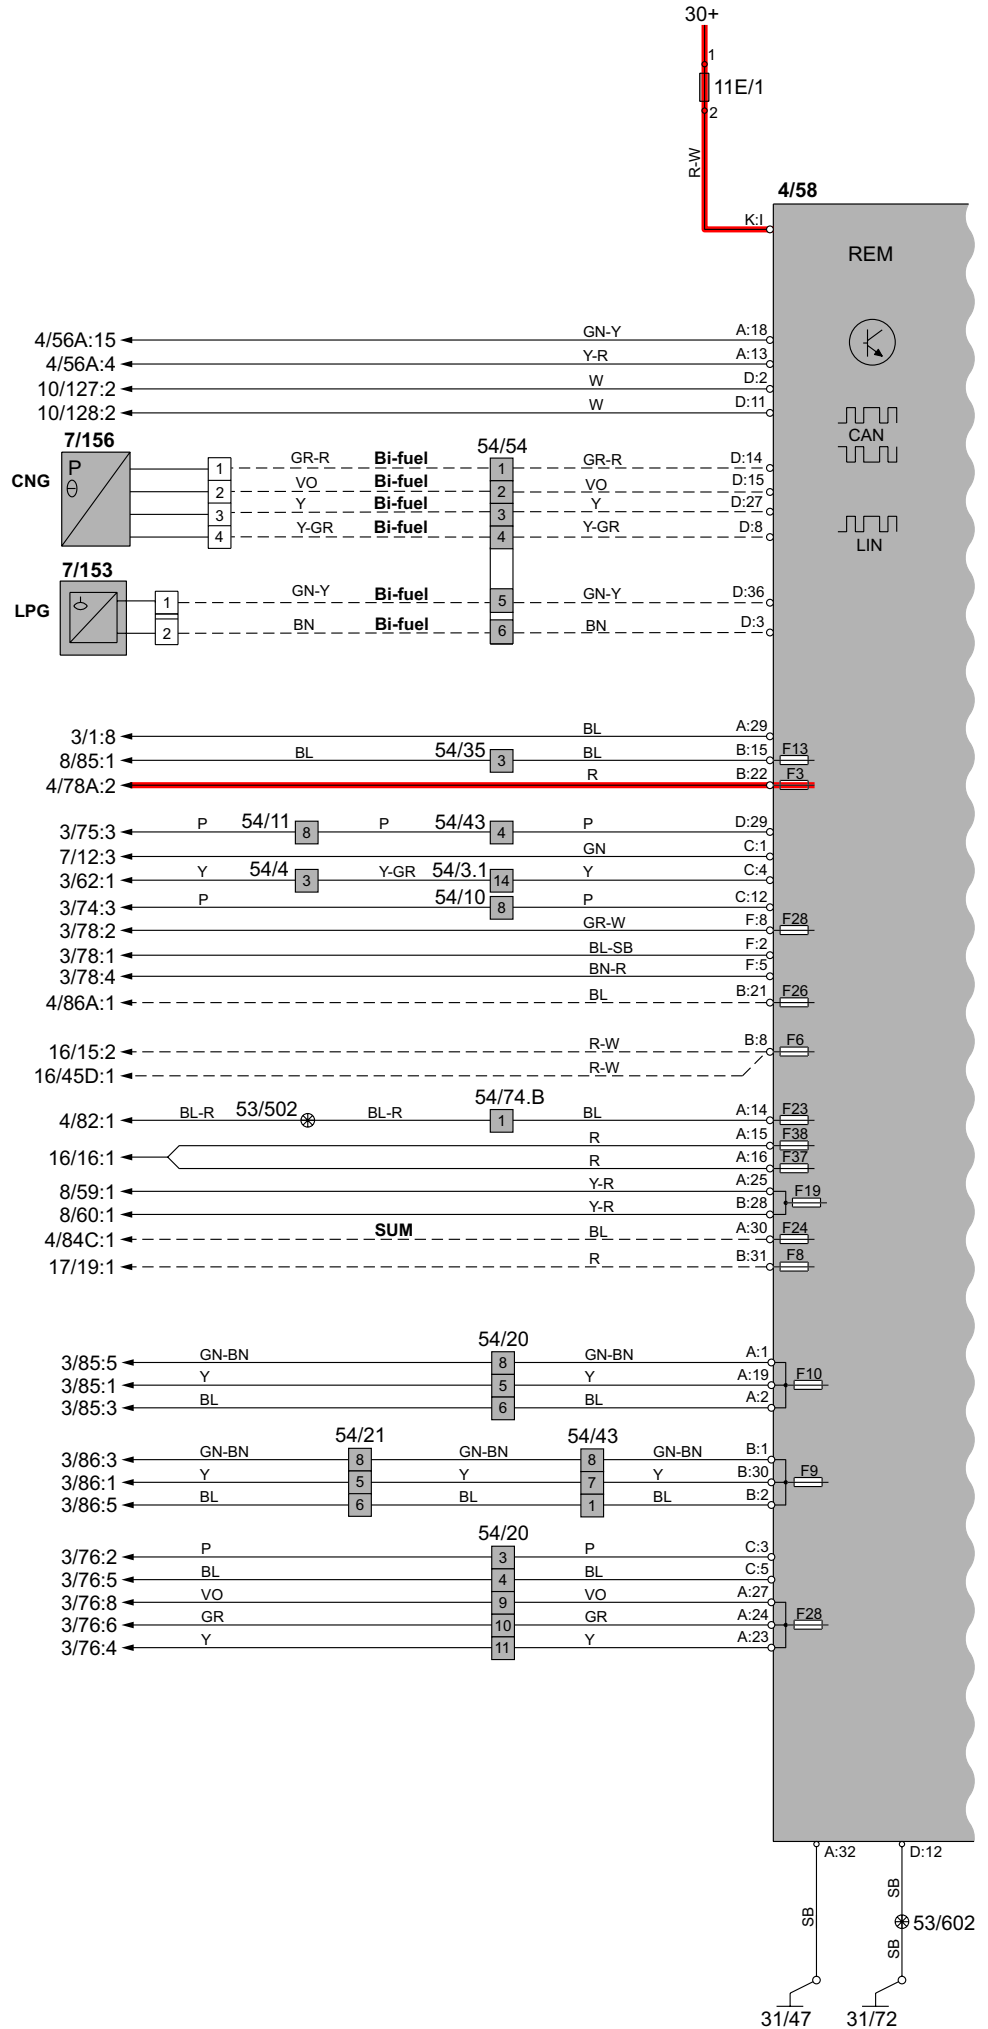 30+
1
11E/1
2
R-W
4/58
K:I
REM
4/56A:15 GN-Y A:18
4/56A:4 Y-R A:13
10/127:2 W D:2
10/128:2 W D:11
CAN
LIN
7/156 54/54
CNG P 1 GR-R Bi-fuel 1 GR-R D:14
2 VO Bi-fuel 2 VO D:15
3 Y Bi-fuel 3 Y D:27
4 Y-GR Bi-fuel 4 Y-GR D:8
7/153
LPG 1 GN-Y Bi-fuel 5 GN-Y D:36
2 BN Bi-fuel 6 BN D:3
3/1:8 BL A:29
8/85:1 BL 54/35 3 BL B:15 F13
4/78A:2 R B:22 F3
3/75:3 P 54/11 8 P 54/43 4 P D:29
7/12:3 GN C:1
3/62:1 Y 54/4 3 Y-GR 54/3.1 14 Y C:4
3/74:3 P 54/10 8 P C:12
3/78:2 GR-W F:8 F28
3/78:1 BL-SB F:2
3/78:4 BN-R F:5
4/86A:1 BL B:21 F26
16/15:2 R-W B:8 F6
16/45D:1 R-W
4/82:1 BL-R 53/502 BL-R 54/74.B 1 BL A:14 F23
R A:15 F38
16/16:1
R A:16 F37
8/59:1 Y-R A:25
F19
8/60:1 Y-R B:28
4/84C:1 SUM BL A:30 F24
17/19:1 R B:31 F8
54/20
3/85:5 GN-BN 8 GN-BN A:1
3/85:1 Y 5 Y A:19 F10
3/85:3 BL 6 BL A:2
54/21 54/43
3/86:3 GN-BN 8 GN-BN 8 GN-BN B:1
3/86:1 Y 5 Y 7 Y B:30 F9
3/86:5 BL 6 BL 1 BL B:2
54/20
3/76:2 P 3 P C:3
3/76:5 BL 4 BL C:5
3/76:8 VO 9 VO A:27
3/76:6 GR 10 GR A:24 F28
3/76:4 Y 11 Y A:23
A:32 D:12
SB
53/602
SB SB
31/47 31/72